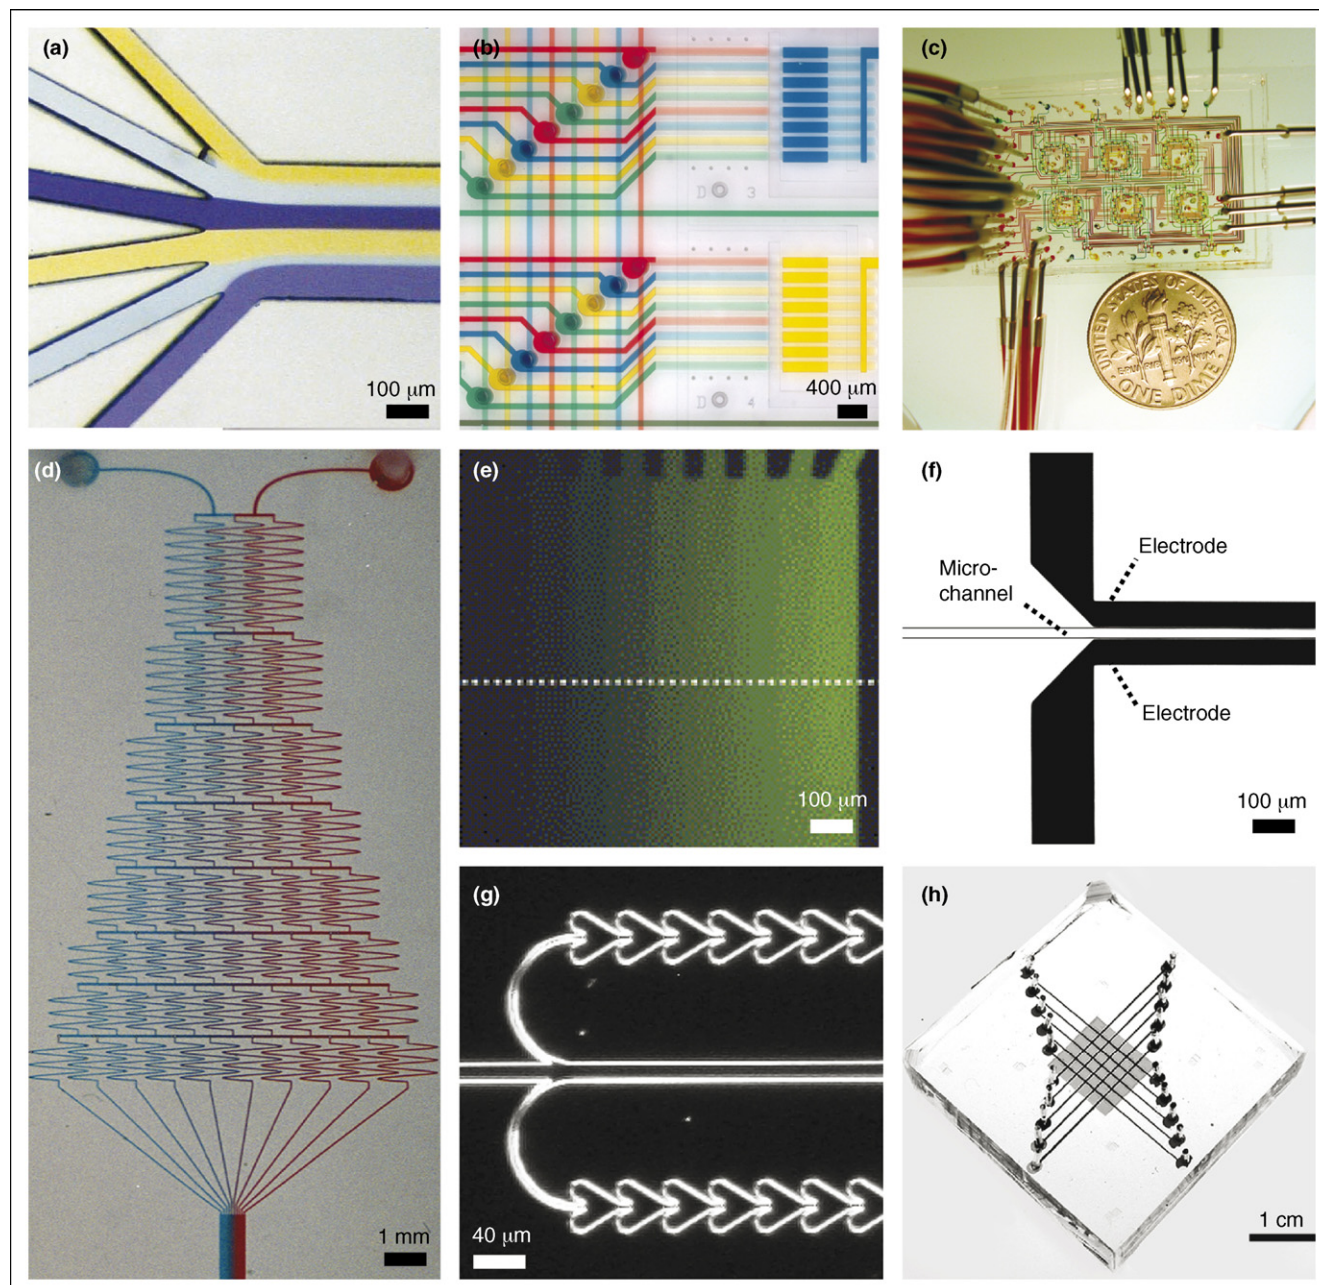 (a)
100 μm
(b)
D 3
D 4
400 μm
(c)
UNITED STATES OF AMERICA
ONE DIME
(d)
1 mm
(e)
100 μm
(f)
Electrode
Micro-
channel
Electrode
100 μm
(g)
40 μm
(h)
1 cm